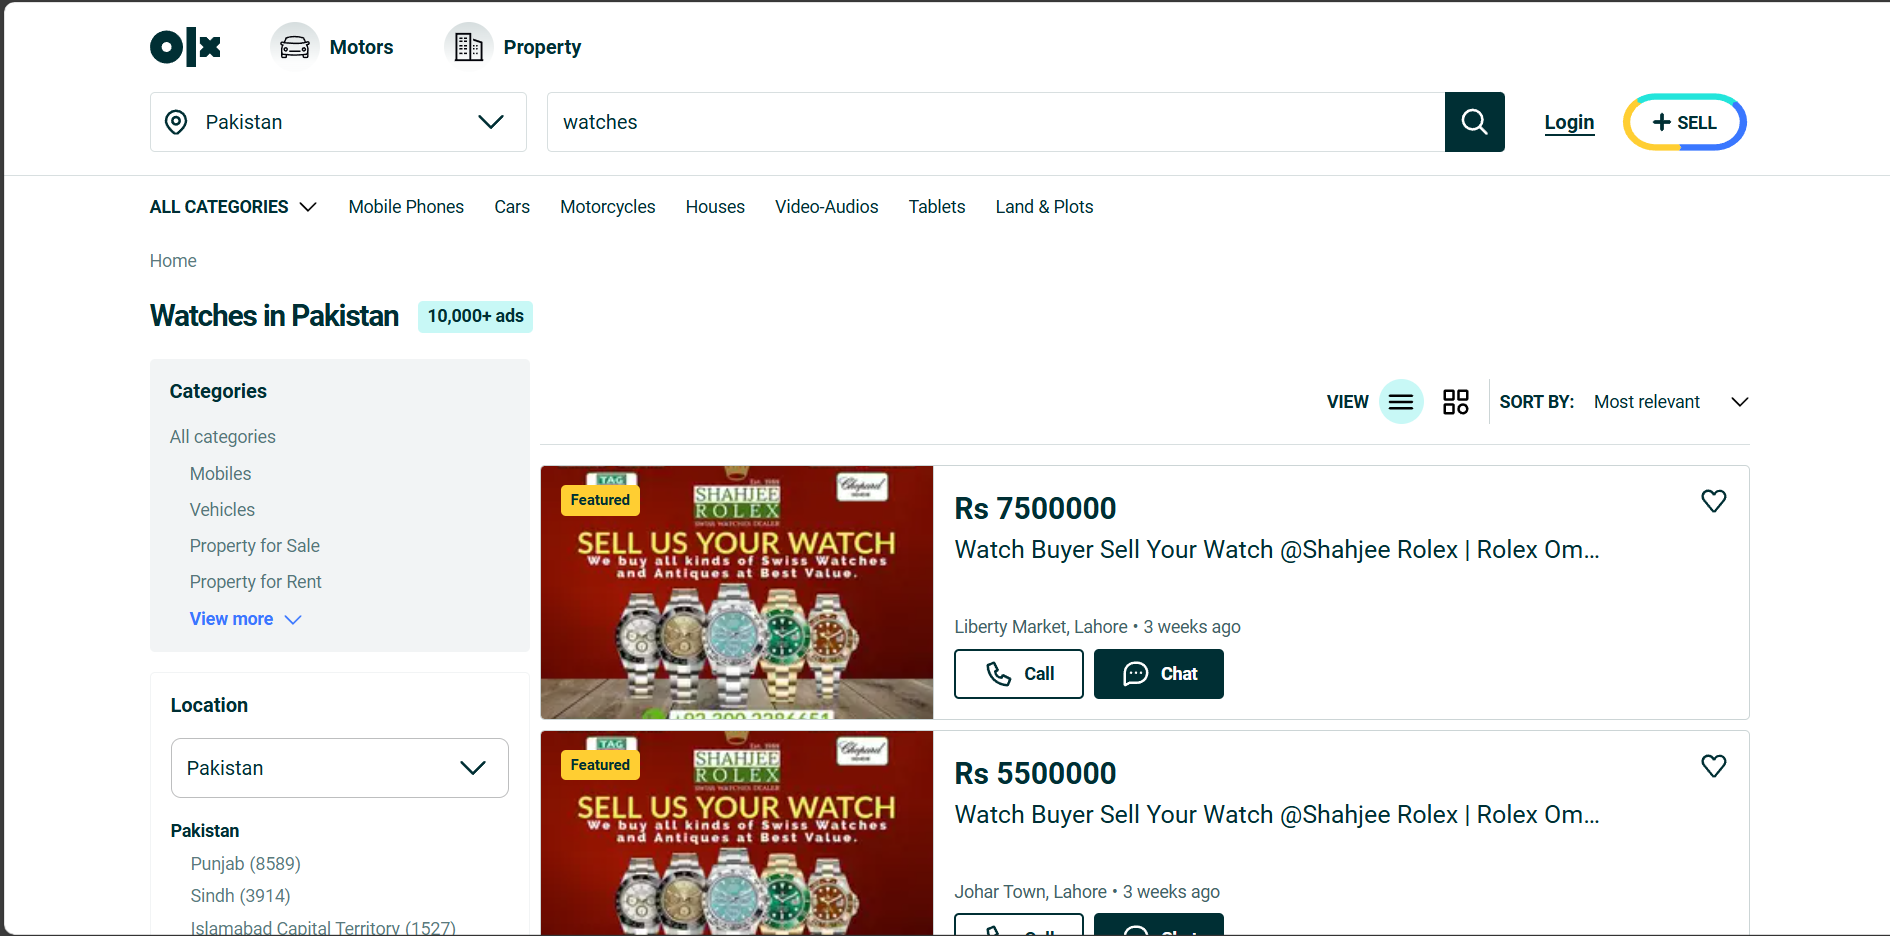 olx
Motors
Property
Pakistan
watches
Login
+ SELL
ALL CATEGORIES
Mobile Phones
Cars
Motorcycles
Houses
Video-Audios
Tablets
Land & Plots
Home
Watches in Pakistan
10,000+ ads
Categories
All categories
Mobiles
Vehicles
Property for Sale
Property for Rent
View more
Location
Pakistan
Pakistan
Punjab (8589)
Sindh (3914)
Islamabad Capital Territory (1527)
VIEW
SORT BY: Most relevant
Featured
TAG
SHAHJEE
ROLEX
SWISS WATCHES DEALER
Chopard
SELL US YOUR WATCH
We buy all kinds of Swiss Watches
and Antiques at Best Value.
Rs 7500000
Watch Buyer Sell Your Watch @Shahjee Rolex | Rolex Om...
Liberty Market, Lahore • 3 weeks ago
Call
Chat
Featured
TAG
SHAHJEE
ROLEX
SWISS WATCHES DEALER
Chopard
SELL US YOUR WATCH
We buy all kinds of Swiss Watches
and Antiques at Best Value.
Rs 5500000
Watch Buyer Sell Your Watch @Shahjee Rolex | Rolex Om...
Johar Town, Lahore • 3 weeks ago
Call
Chat